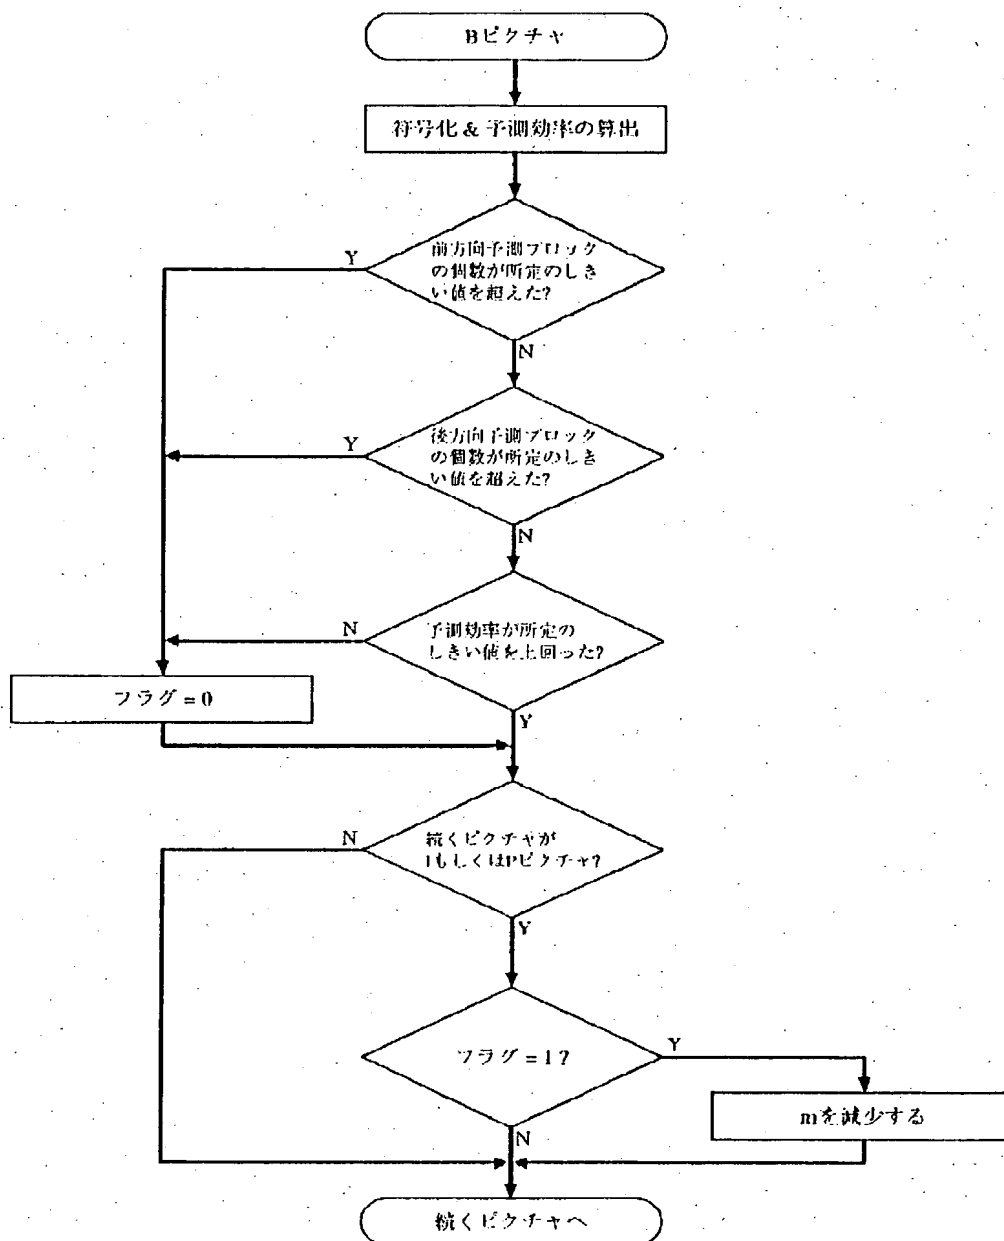 Bピクチャ
符号化 & 予測効率の算出
前方向予測ブロック
の個数が所定のしき
い値を超えた?
Y
N
後方向予測ブロック
の個数が所定のしき
い値を超えた?
Y
N
予測効率が所定の
しきい値を上回った?
N
フラグ = 0
Y
続くピクチャが
IもしくはPピクチャ?
N
Y
フラグ = 1 ?
Y
mを減少する
N
続くピクチャへ